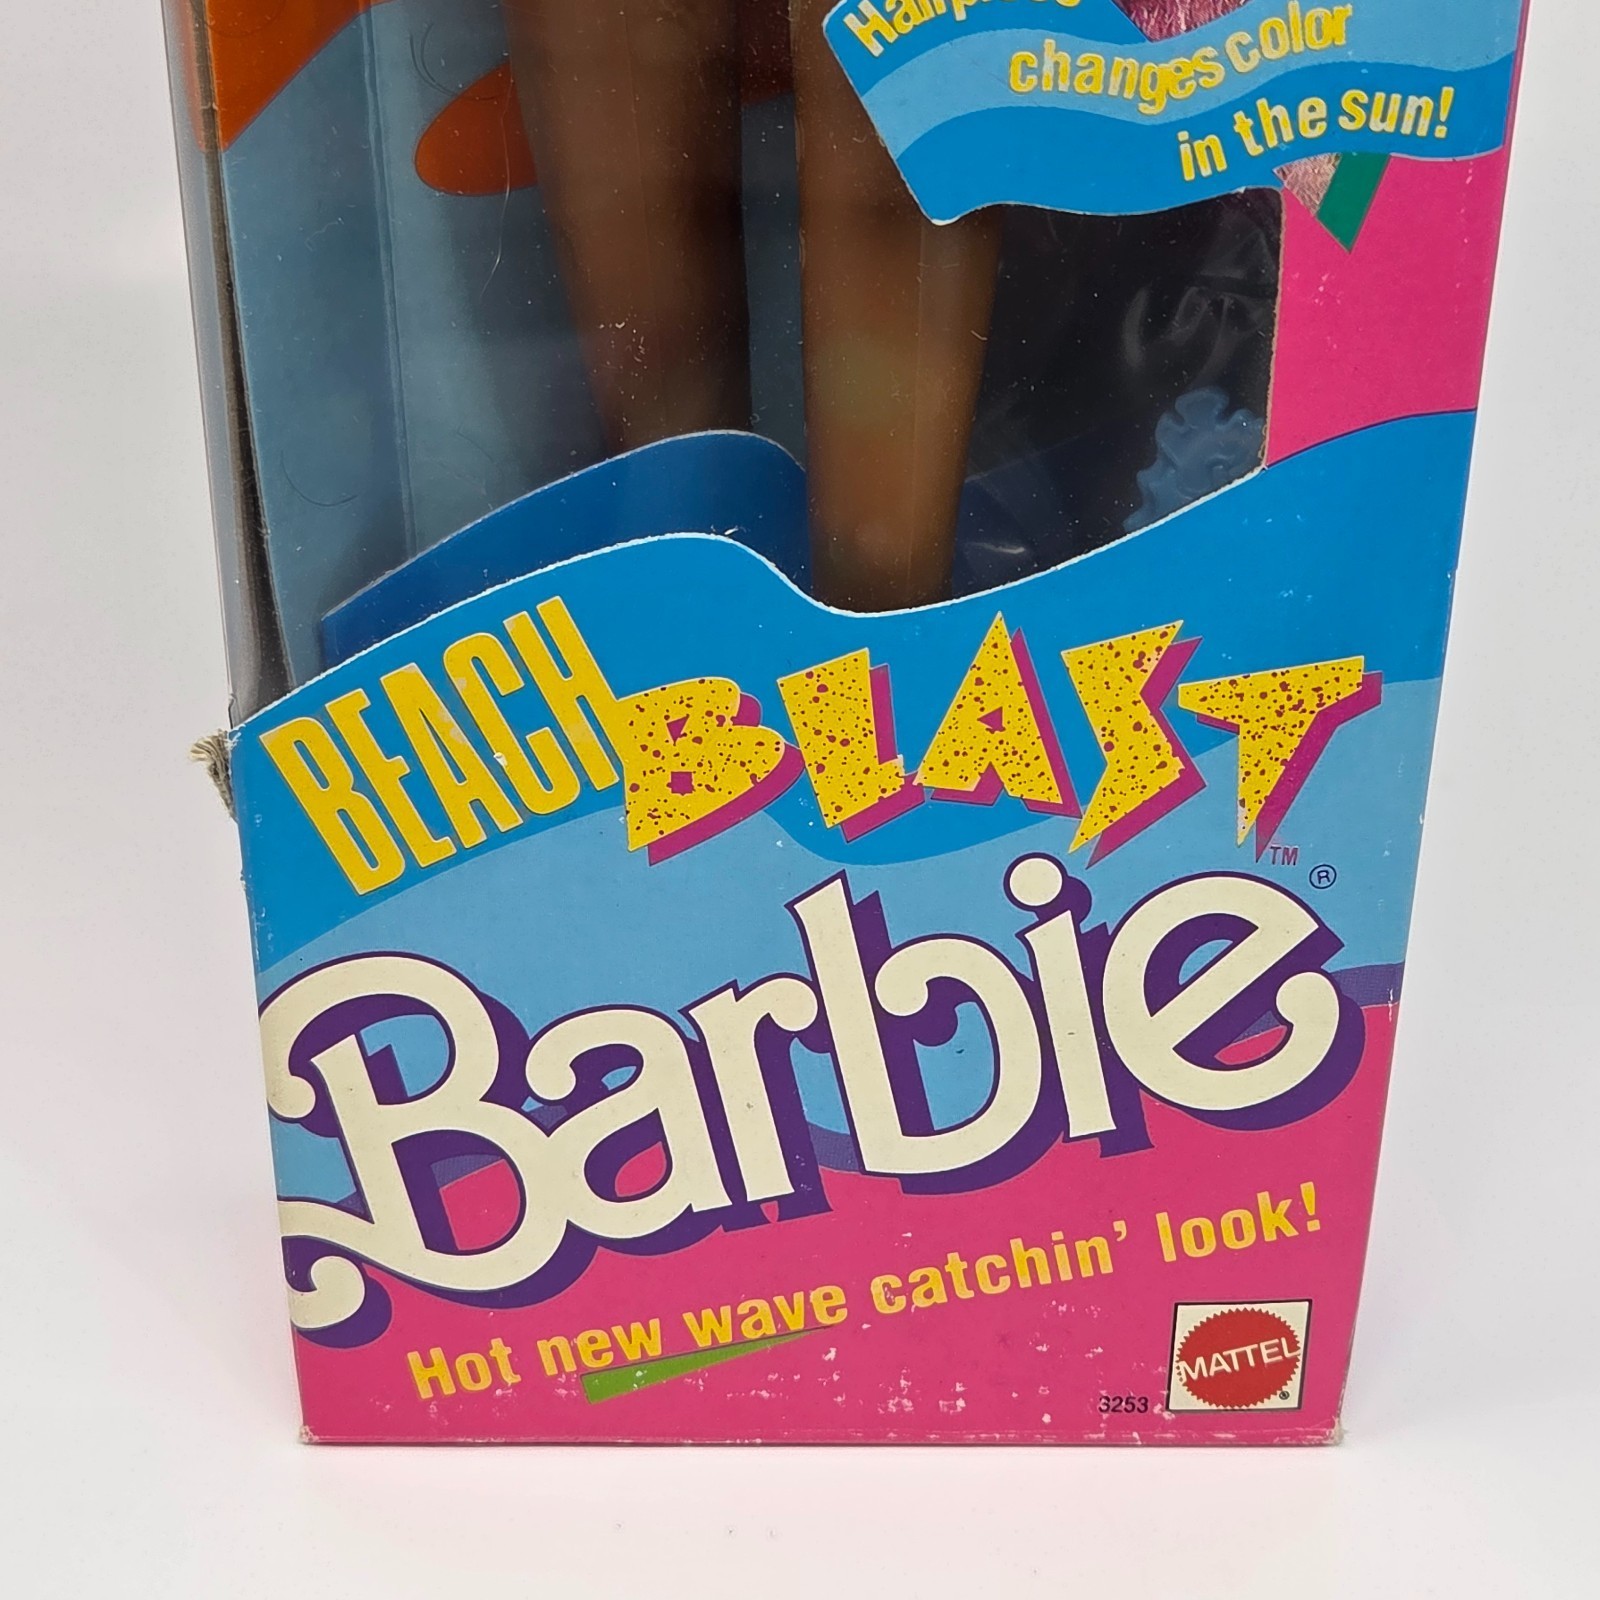 changes color
in the sun!
BEACH BLAST™
Barbie®
Hot new wave catchin' look!
MATTEL®
3253